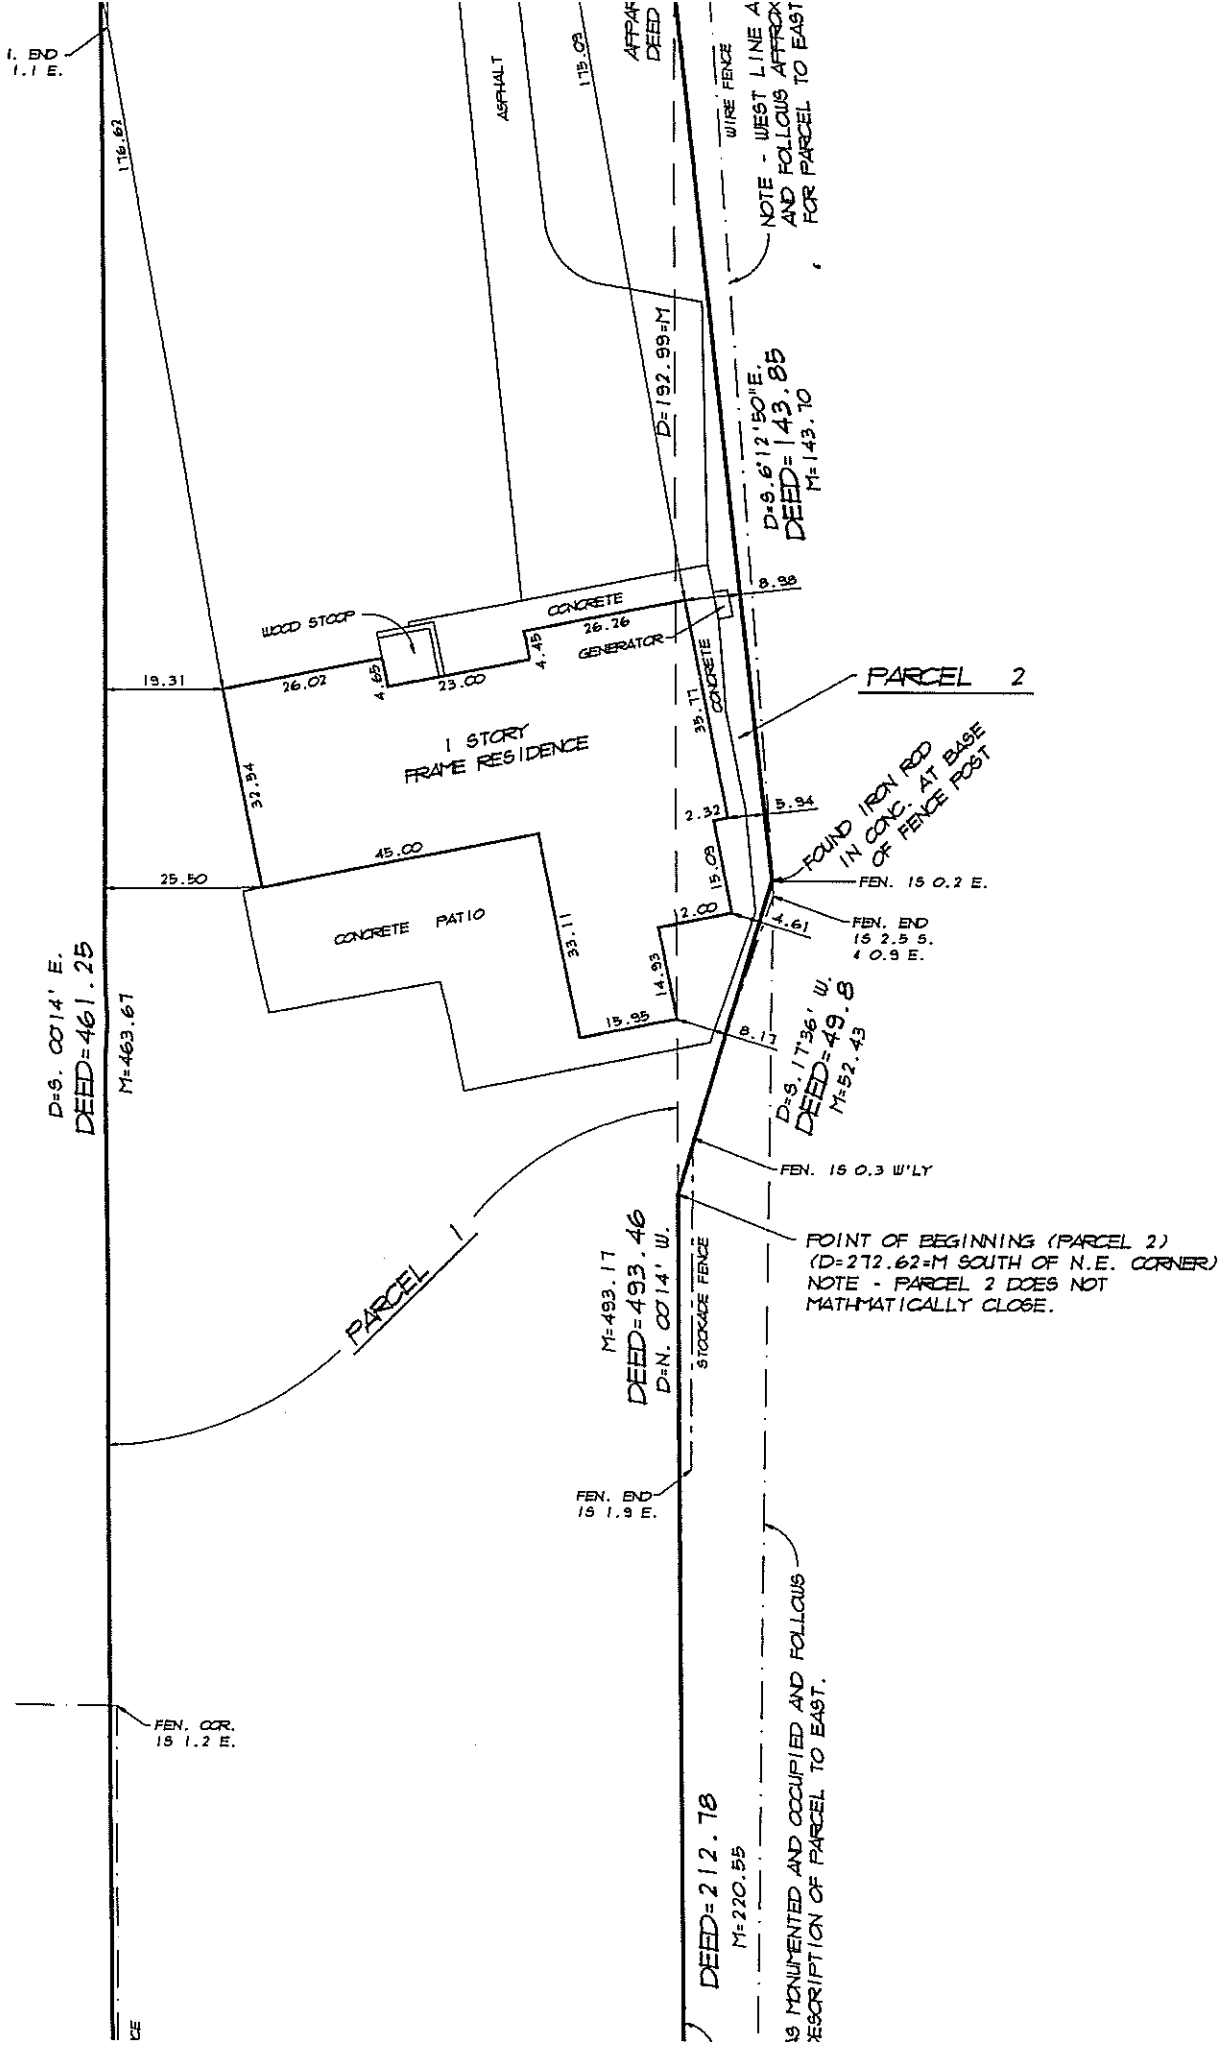 1. END
1.1 E.
176.62
ASPHALT
175.09
DEED
WIRE FENCE
NOTE - WEST LINE A
AND FOLLOWS APPROX
FOR PARCEL TO EAST
D=192.99=M
D=S.6°12'50"E.
DEED=143.85
M=143.70
WOOD STOOP
CONCRETE
26.26
GENERATOR
8.98
19.31
26.02
4.65
23.00
4.45
CONCRETE
35.77
PARCEL 2
1 STORY
FRAME RESIDENCE
32.94
FOUND IRON ROD
IN CONC. AT BASE
OF FENCE POST
2.32
5.94
45.00
25.50
15.09
FEN. IS 0.2 E.
CONCRETE PATIO
33.11
12.00
4.61
FEN. END
IS 2.5 S.
& 0.9 E.
14.93
15.95
8.17
D=S. 00°14' E.
DEED=461.25
M=463.67
D=S. 17°36' W.
DEED=49.8
M=52.43
FEN. IS 0.3 W'LY
PARCEL 1
M=493.17
DEED=493.46
D=N. 00°14' W.
STOCKADE FENCE
POINT OF BEGINNING (PARCEL 2)
(D=272.62=M SOUTH OF N.E. CORNER)
NOTE - PARCEL 2 DOES NOT
MATHMATICALLY CLOSE.
FEN. END
IS 1.9 E.
FEN. COR.
IS 1.2 E.
DEED=212.78
M=220.55
AS MONUMENTED AND OCCUPIED AND FOLLOWS
ESCRIPTION OF PARCEL TO EAST.
CE